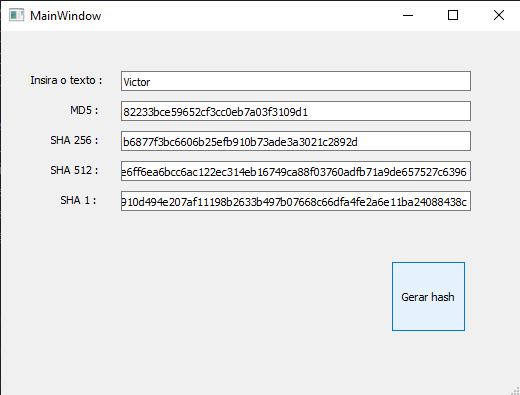 MainWindow
Insira o texto : Victor
MD5 : 82233bce59652cf3cc0eb7a03f3109d1
SHA 256 : b6877f3bc6606b25efb910b73ade3a3021c2892d
SHA 512 : e6ff6ea6bcc6ac122ec314eb16749ca88f03760adfb71a9de657527c6396
SHA 1 : 910d494e207af11198b2633b497b07668c66dfa4fe2a6e11ba24088438c
Gerar hash